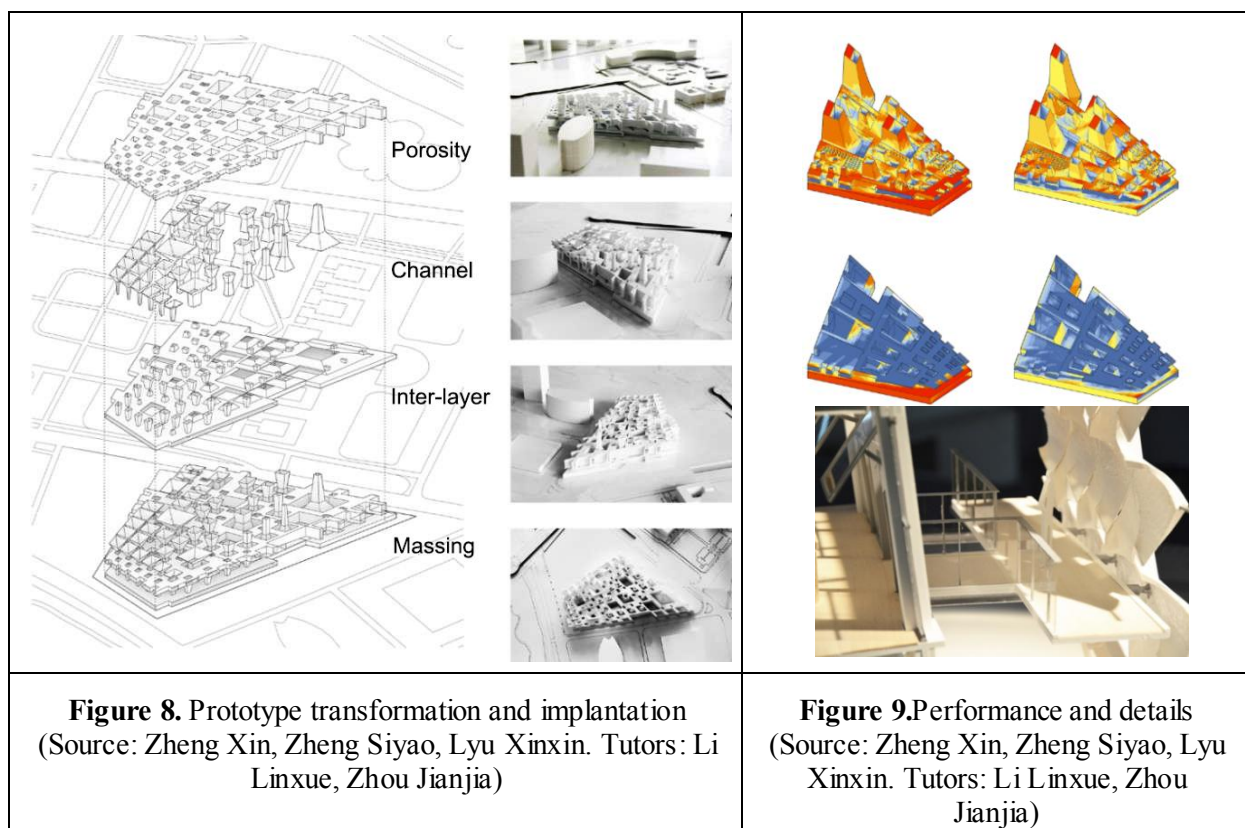 Porosity
Channel
Inter-layer
Massing
Figure 8. Prototype transformation and implantation
(Source: Zheng Xin, Zheng Siyao, Lyu Xinxin. Tutors: Li
Linxue, Zhou Jianjia)
Figure 9.Performance and details
(Source: Zheng Xin, Zheng Siyao, Lyu
Xinxin. Tutors: Li Linxue, Zhou
Jianjia)